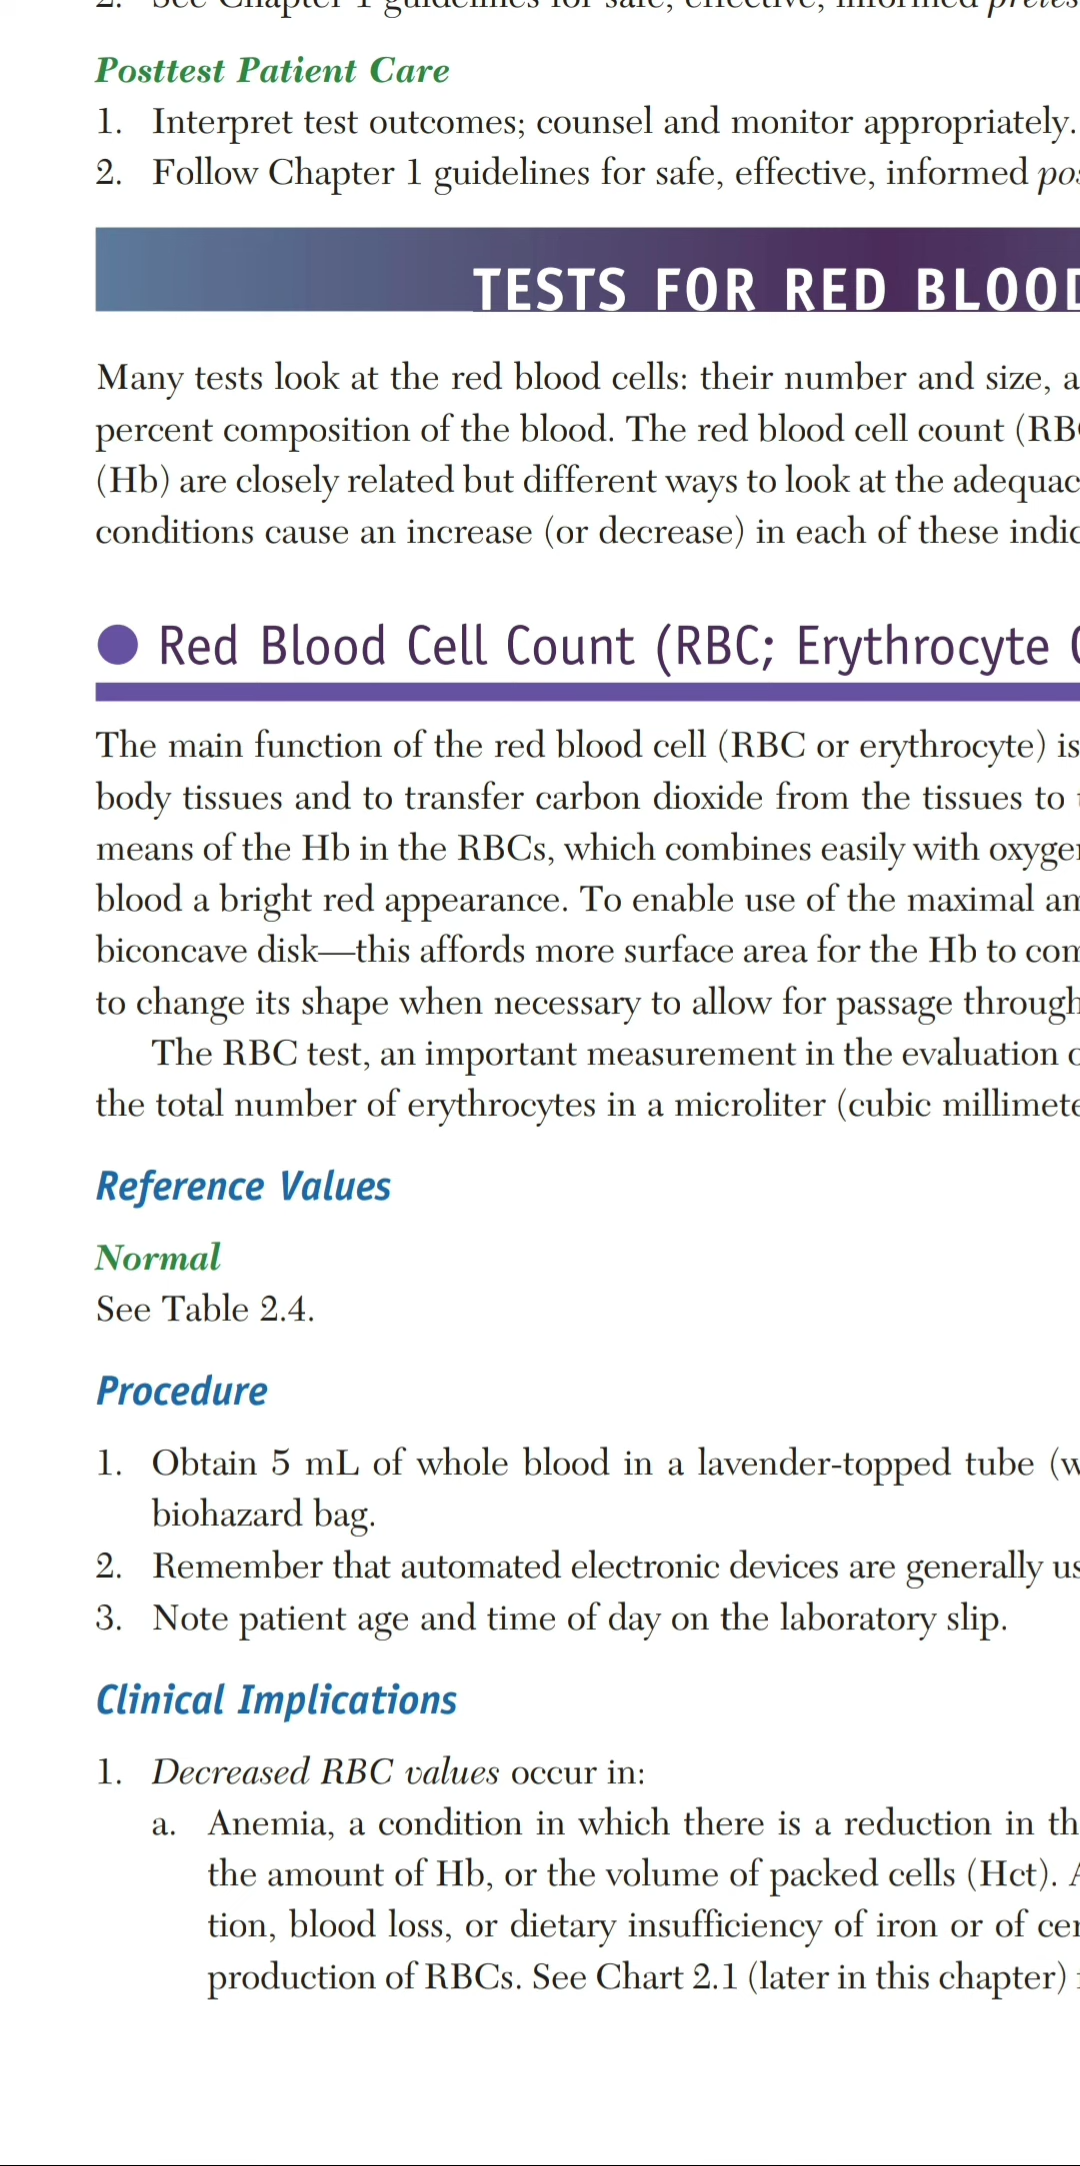 2. See Chapter 1 guidelines for safe, effective, informed
Posttest Patient Care
1. Interpret test outcomes; counsel and monitor appropriately.
2. Follow Chapter 1 guidelines for safe, effective, informed
TESTS FOR RED BLOOD
Many tests look at the red blood cells: their number and size, a
percent composition of the blood. The red blood cell count
(Hb) are closely related but different ways to look at the
conditions cause an increase (or decrease) in each of these
Red Blood Cell Count (RBC; Erythrocyte
The main function of the red blood cell (RBC or erythrocyte) is
body tissues and to transfer carbon dioxide from the tissues to
means of the Hb in the RBCs, which combines easily with oxygen
blood a bright red appearance. To enable use of the maximal
biconcave disk—this affords more surface area for the Hb to
to change its shape when necessary to allow for passage through
The RBC test, an important measurement in the evaluation
the total number of erythrocytes in a microliter (cubic
Reference Values
Normal
See Table 2.4.
Procedure
1. Obtain 5 mL of whole blood in a lavender-topped tube
biohazard bag.
2. Remember that automated electronic devices are generally
3. Note patient age and time of day on the laboratory slip.
Clinical Implications
1. Decreased RBC values occur in:
a. Anemia, a condition in which there is a reduction in
the amount of Hb, or the volume of packed cells (Hct).
tion, blood loss, or dietary insufficiency of iron or of
production of RBCs. See Chart 2.1 (later in this chapter)